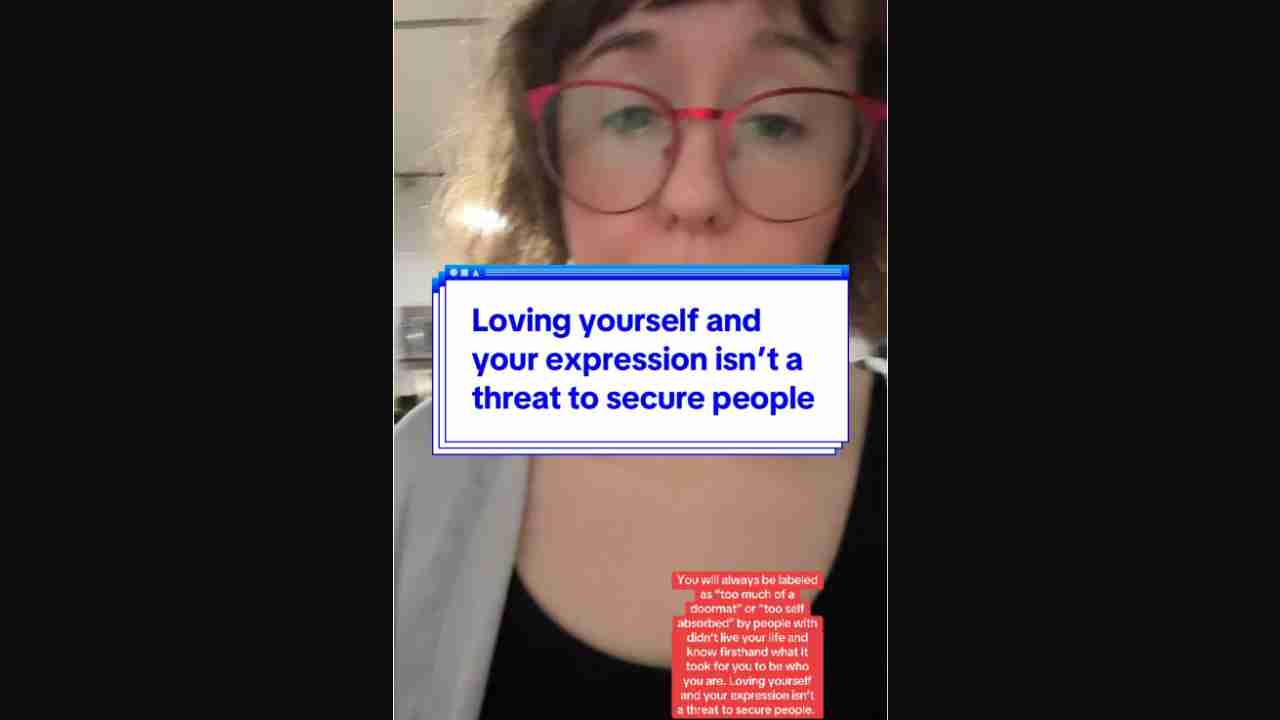 Loving yourself and
your expression isn’t a
threat to secure people
You will always be labeled
as “too much of a
doormat” or “too self
absorbed” by people with
didn’t live your life and
know firsthand what it
took for you to be who
you are. Loving yourself
and your expression isn’t
a threat to secure people.